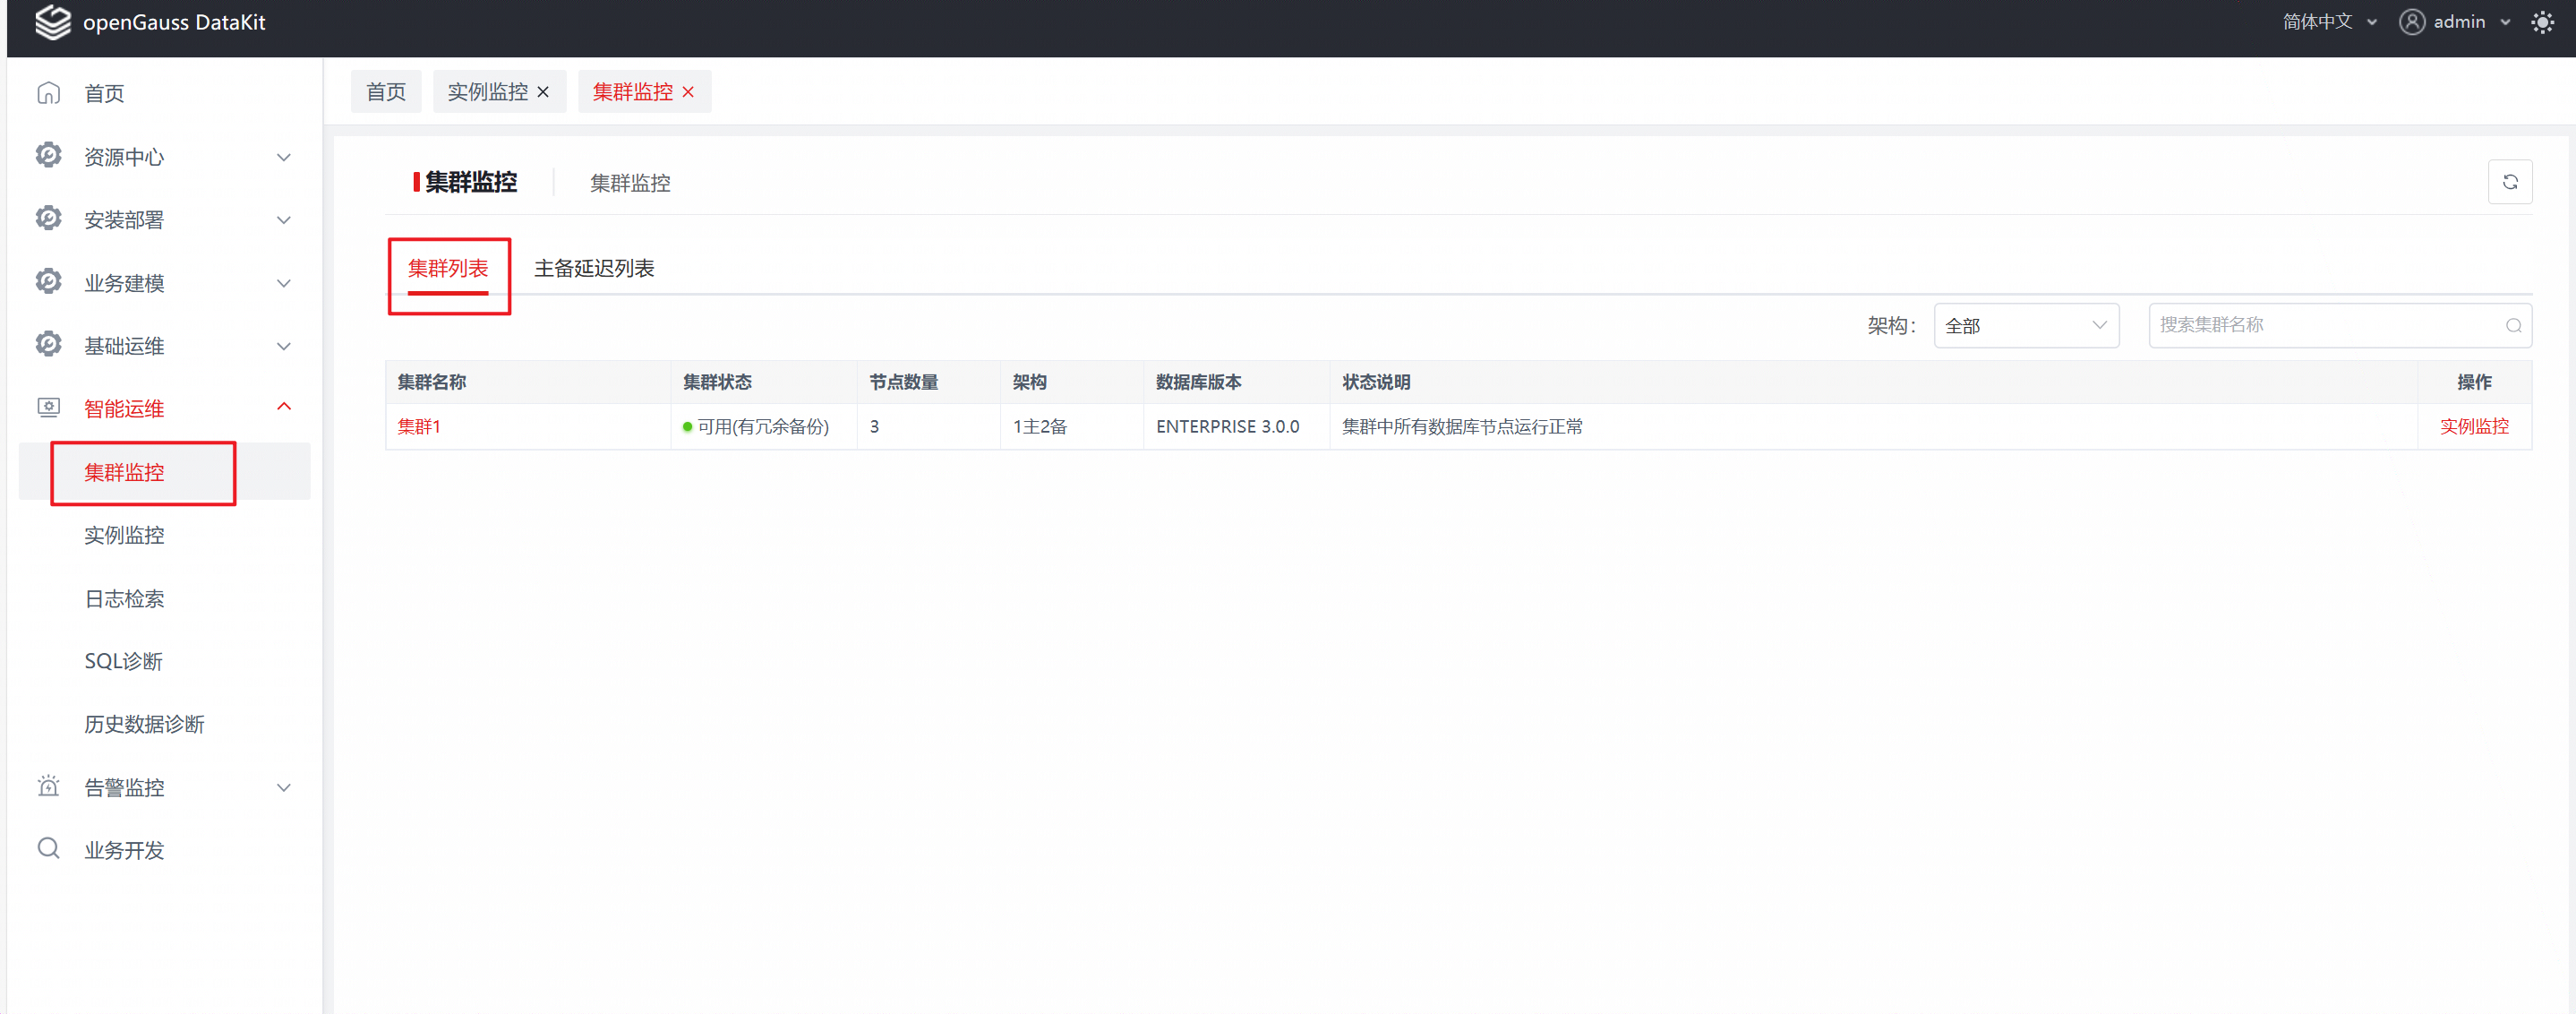 openGauss DataKit
简体中文
admin
首页
资源中心
安装部署
业务建模
基础运维
智能运维
集群监控
实例监控
日志检索
SQL诊断
历史数据诊断
告警监控
业务开发
首页
实例监控
集群监控
集群监控
集群监控
集群列表
主备延迟列表
架构：
全部
搜索集群名称
集群名称 集群状态 节点数量 架构 数据库版本 状态说明 操作
集群1 可用(有冗余备份) 3 1主2备 ENTERPRISE 3.0.0 集群中所有数据库节点运行正常 实例监控